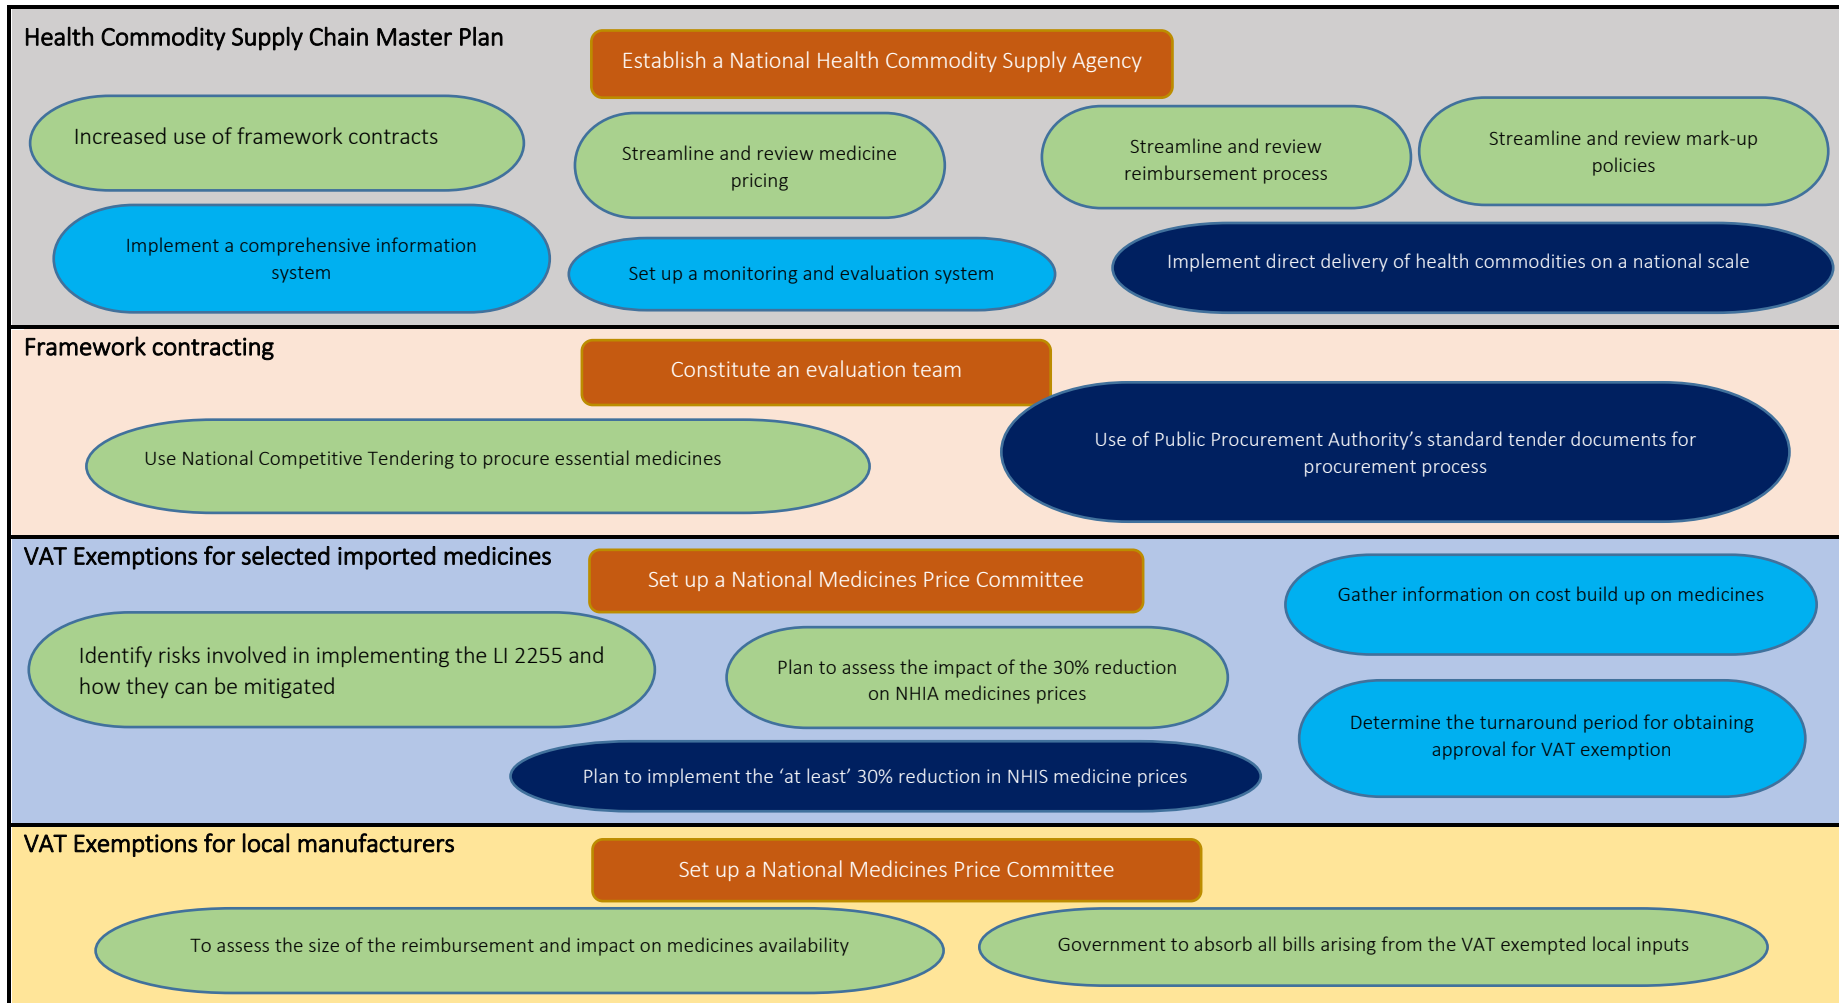 Health Commodity Supply Chain Master Plan
Establish a National Health Commodity Supply Agency
Increased use of framework contracts
Streamline and review medicine
pricing
Streamline and review
reimbursement process
Streamline and review mark-up
policies
Implement a comprehensive information
system
Set up a monitoring and evaluation system
Implement direct delivery of health commodities on a national scale
Framework contracting
Constitute an evaluation team
Use National Competitive Tendering to procure essential medicines
Use of Public Procurement Authority’s standard tender documents for
procurement process
VAT Exemptions for selected imported medicines
Set up a National Medicines Price Committee
Gather information on cost build up on medicines
Identify risks involved in implementing the LI 2255 and
how they can be mitigated
Plan to assess the impact of the 30% reduction
on NHIA medicines prices
Determine the turnaround period for obtaining
approval for VAT exemption
Plan to implement the ‘at least’ 30% reduction in NHIS medicine prices
VAT Exemptions for local manufacturers
Set up a National Medicines Price Committee
To assess the size of the reimbursement and impact on medicines availability
Government to absorb all bills arising from the VAT exempted local inputs